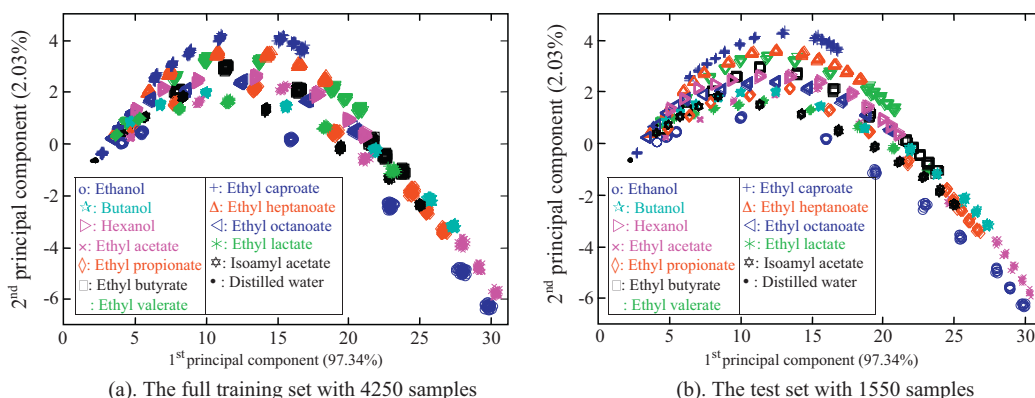 2nd principal component (2.03%)
4
2
0
-2
-4
-6
o: Ethanol
☆: Butanol
▷: Hexanol
×: Ethyl acetate
◊: Ethyl propionate
□: Ethyl butyrate
: Ethyl valerate
+: Ethyl caproate
△: Ethyl heptanoate
◁: Ethyl octanoate
✳: Ethyl lactate
✡: Isoamyl acetate
•: Distilled water
0 5 10 15 20 25 30
1st principal component (97.34%)
(a). The full training set with 4250 samples
2nd principal component (2.03%)
4
2
0
-2
-4
-6
o: Ethanol
☆: Butanol
▷: Hexanol
×: Ethyl acetate
◊: Ethyl propionate
□: Ethyl butyrate
: Ethyl valerate
+: Ethyl caproate
△: Ethyl heptanoate
◁: Ethyl octanoate
✳: Ethyl lactate
✡: Isoamyl acetate
•: Distilled water
0 5 10 15 20 25 30
1st principal component (97.34%)
(b). The test set with 1550 samples